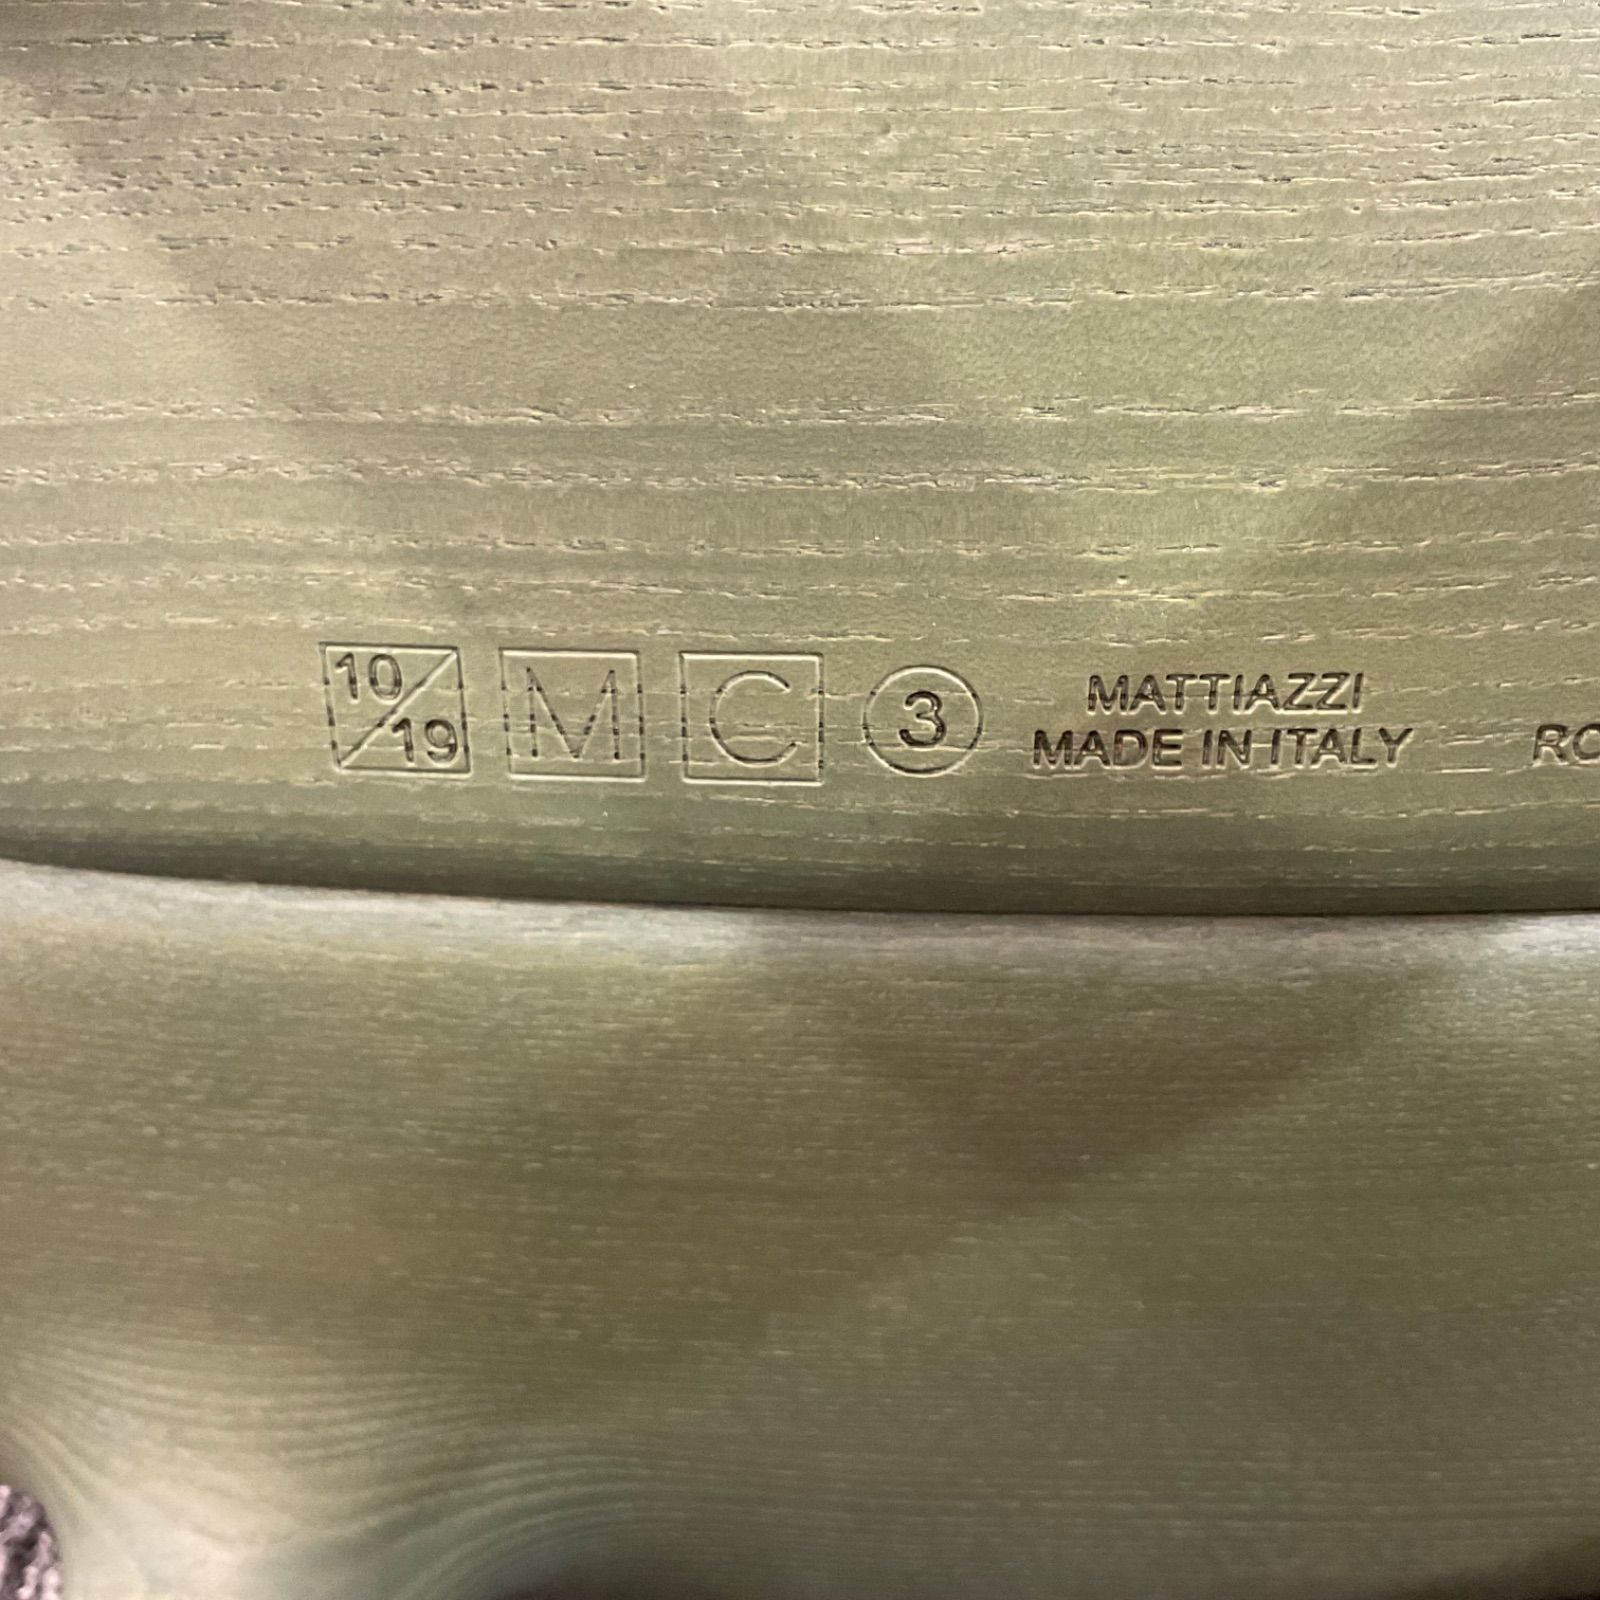 10/19 M C 3
MATTIAZZI
MADE IN ITALY